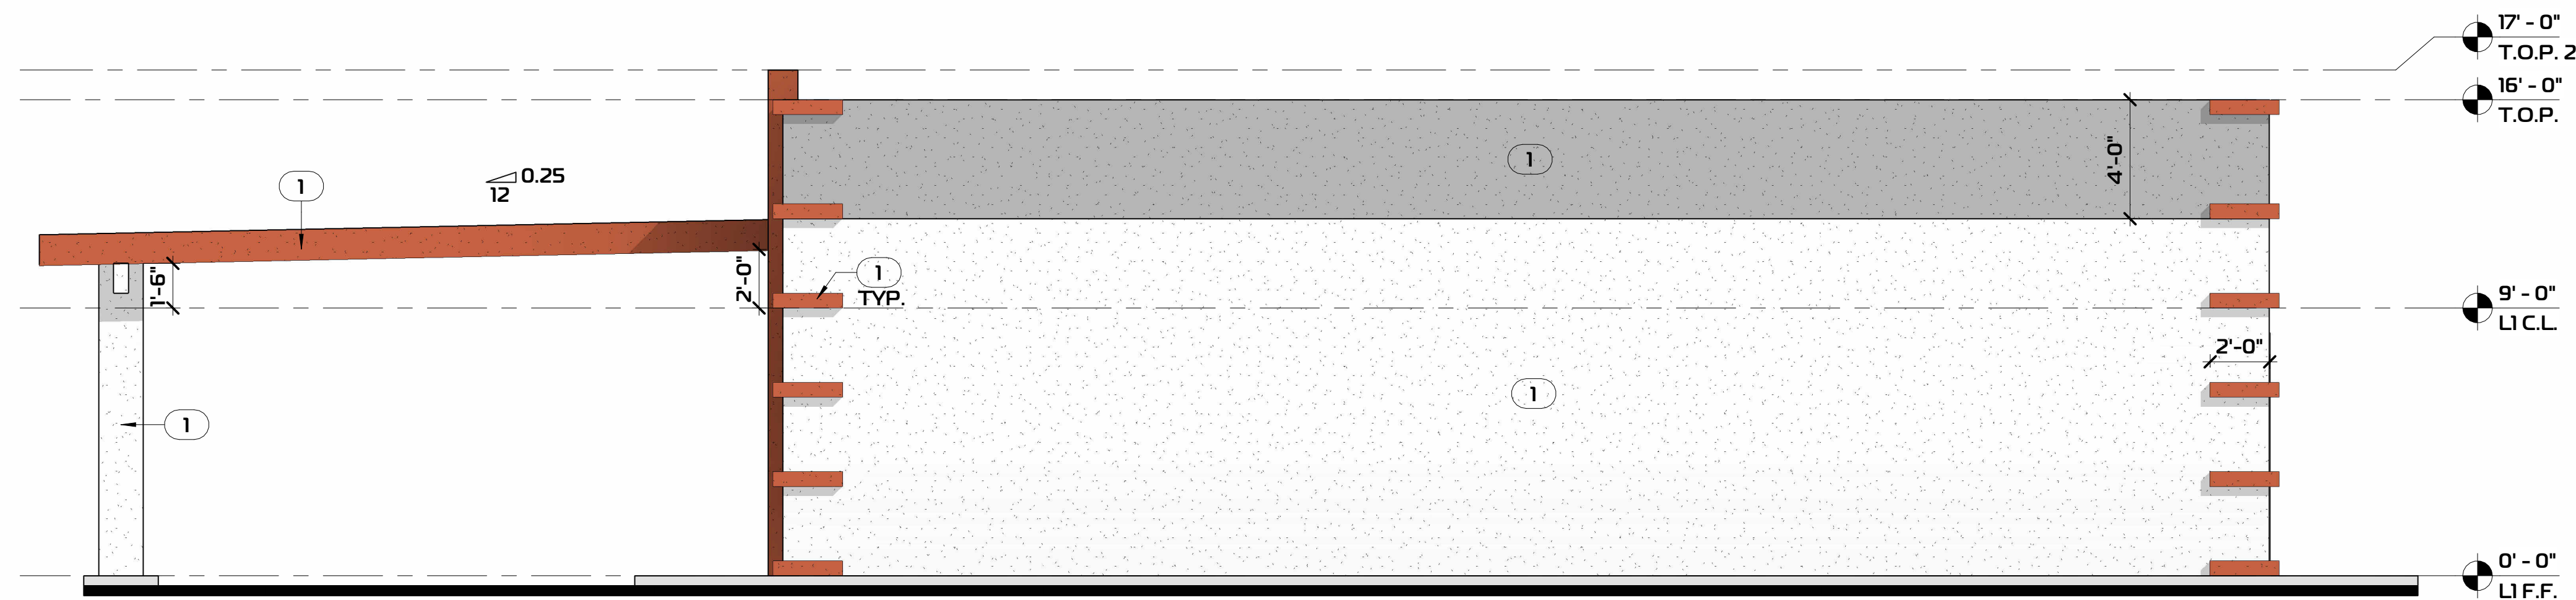 17' - 0"
T.O.P. 2
16' - 0"
T.O.P.
1
4'-0"
0.25
12
1
1'-6"
2'-0"
1
TYP.
9' - 0"
L1 C.L.
2'-0"
1
1
0' - 0"
L1 F.F.